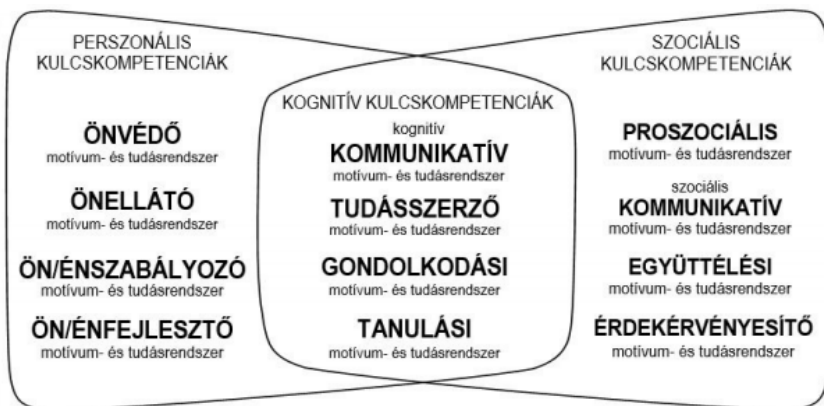 PERSZONÁLIS
KULCSKOMPETENCIÁK
ÖNVÉDŐ
motívum- és tudásrendszer
ÖNELLÁTÓ
motívum- és tudásrendszer
ÖN/ÉNSZABÁLYOZÓ
motívum- és tudásrendszer
ÖN/ÉNFEJLESZTŐ
motívum- és tudásrendszer
KOGNITÍV KULCSKOMPETENCIÁK
kognitív
KOMMUNIKATÍV
motívum- és tudásrendszer
TUDÁSSZERZŐ
motívum- és tudásrendszer
GONDOLKODÁSI
motívum- és tudásrendszer
TANULÁSI
motívum- és tudásrendszer
SZOCIÁLIS
KULCSKOMPETENCIÁK
PROSZOCIÁLIS
motívum- és tudásrendszer
szociális
KOMMUNIKATÍV
motívum- és tudásrendszer
EGYÜTTÉLÉSI
motívum- és tudásrendszer
ÉRDEKÉRVÉNYESÍTŐ
motívum- és tudásrendszer